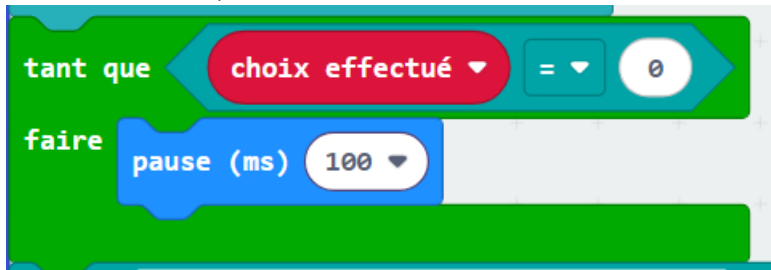 tant que choix effectué = 0
faire
pause (ms) 100